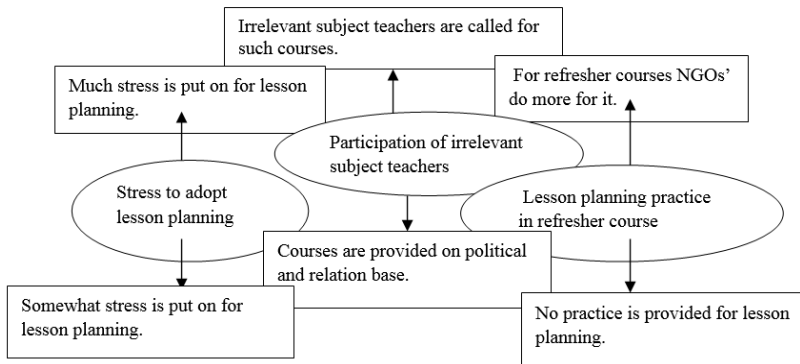 Irrelevant subject teachers are called for
such courses.
Much stress is put on for lesson
planning.
For refresher courses NGOs’
do more for it.
Participation of irrelevant
subject teachers
Stress to adopt
lesson planning
Lesson planning practice
in refresher course
Courses are provided on political
and relation base.
Somewhat stress is put on for
lesson planning.
No practice is provided for lesson
planning.